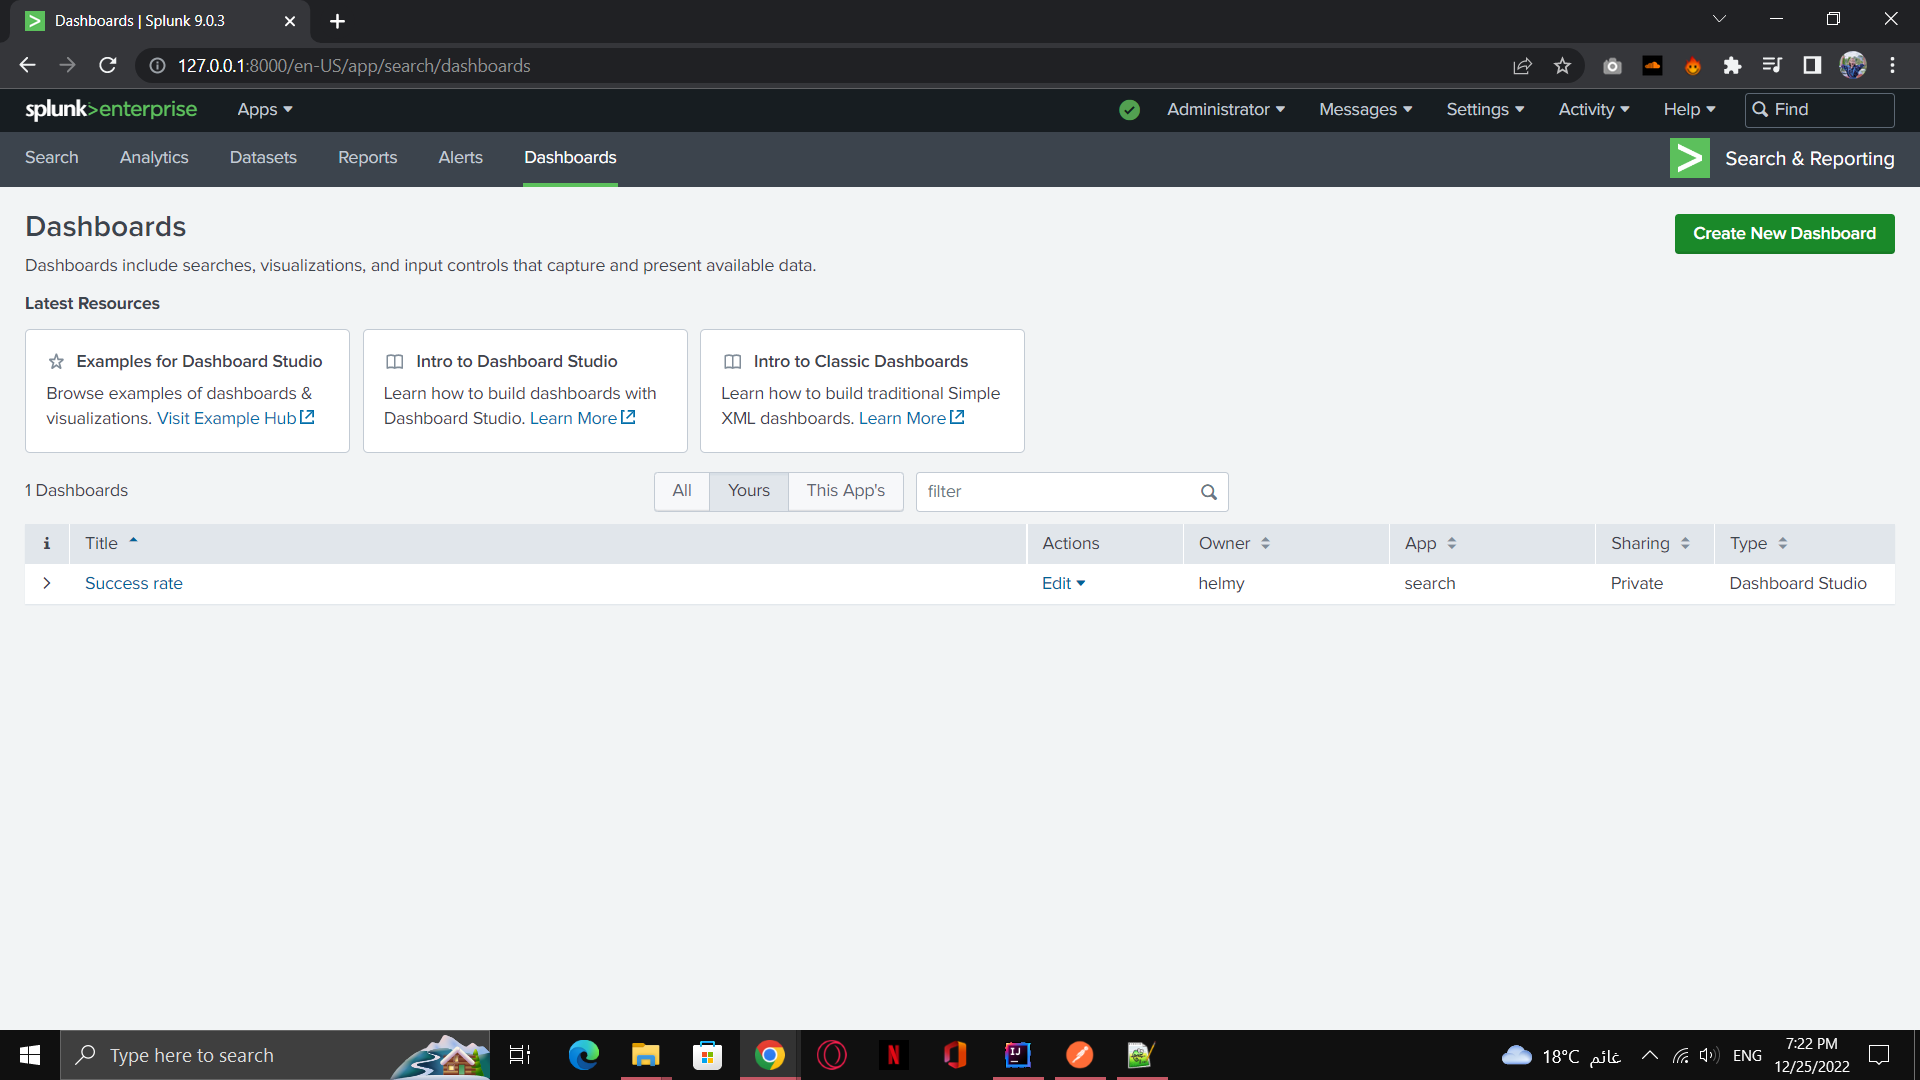 Dashboards | Splunk 9.0.3
127.0.0.1:8000/en-US/app/search/dashboards
splunk>enterprise Apps Administrator Messages Settings Activity Help Find
Search Analytics Datasets Reports Alerts Dashboards Search & Reporting
Dashboards
Create New Dashboard
Dashboards include searches, visualizations, and input controls that capture and present available data.
Latest Resources
Examples for Dashboard Studio
Browse examples of dashboards &
visualizations. Visit Example Hub
Intro to Dashboard Studio
Learn how to build dashboards with
Dashboard Studio. Learn More
Intro to Classic Dashboards
Learn how to build traditional Simple
XML dashboards. Learn More
1 Dashboards All Yours This App's filter
i Title Actions Owner App Sharing Type
Success rate Edit helmy search Private Dashboard Studio
Type here to search
N
IJ
18°C غائم
ENG
7:22 PM
12/25/2022